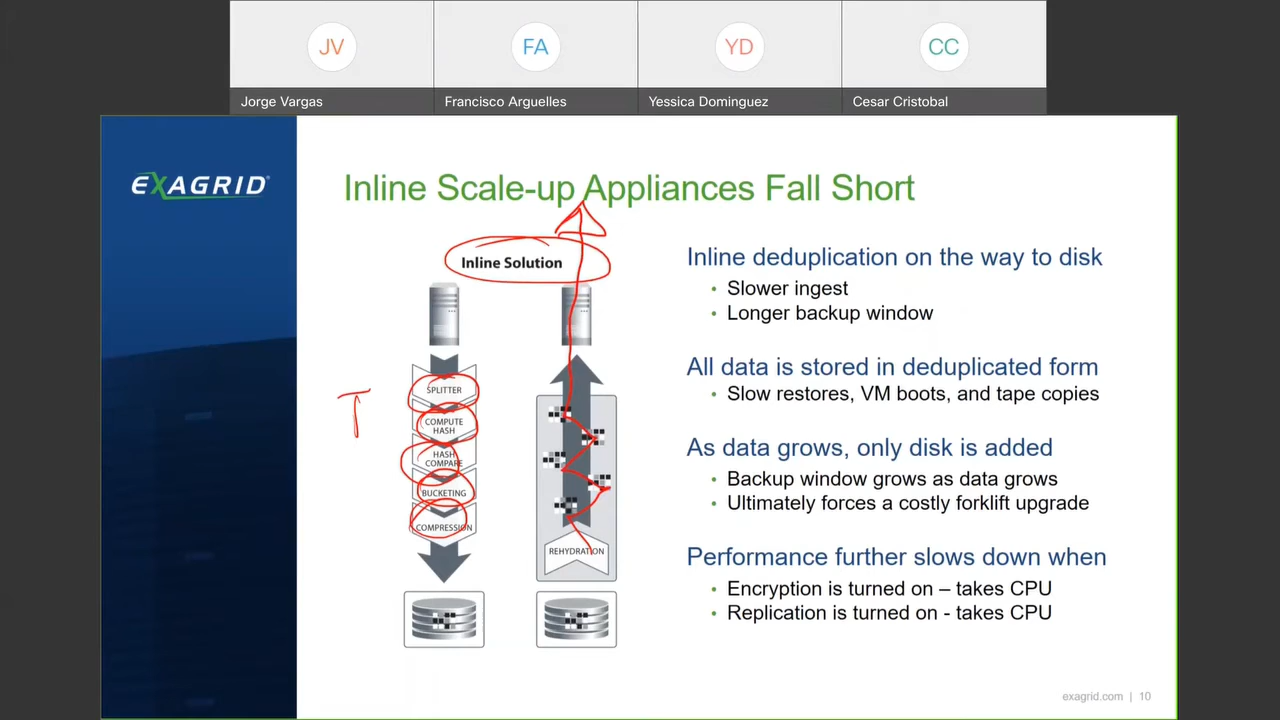 JV
FA
YD
CC
Jorge Vargas
Francisco Arguelles
Yessica Dominguez
Cesar Cristobal
EXAGRID®
Inline Scale-up Appliances Fall Short
Inline Solution
SPLITTER
COMPUTE
HASH
HASH
COMPARE
BUCKETING
COMPRESSION
REHYDRATION
T
Inline deduplication on the way to disk
• Slower ingest
• Longer backup window
All data is stored in deduplicated form
• Slow restores, VM boots, and tape copies
As data grows, only disk is added
• Backup window grows as data grows
• Ultimately forces a costly forklift upgrade
Performance further slows down when
• Encryption is turned on – takes CPU
• Replication is turned on - takes CPU
exagrid.com | 10